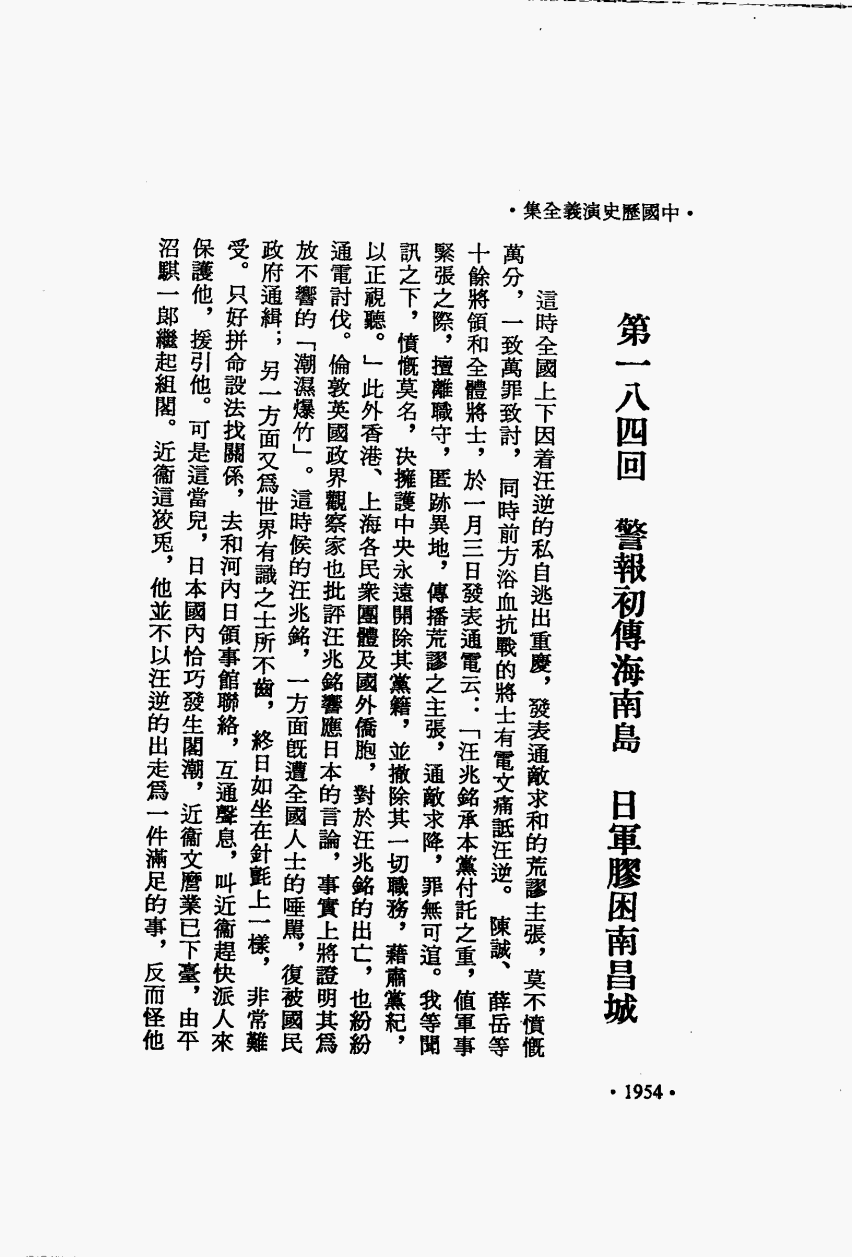 ·中國歷史演義全集·
第一八四回　警報初傳海南島　日軍膠困南昌城
這時全國上下因着汪逆的私自逃出重慶，發表通敵求和的荒謬主張，莫不憤慨
萬分，一致萬罪致討，同時前方浴血抗戰的將士有電文痛詆汪逆。陳誠、薛岳等
十餘將領和全體將士，於一月三日發表通電云：「汪兆銘承本黨付託之重，值軍事
緊張之際，擅離職守，匿跡異地，傳播荒謬之主張，通敵求降，罪無可逭。我等聞
訊之下，憤慨莫名，决擁護中央永遠開除其黨籍，並撤除其一切職務，藉肅黨紀，
以正視聽。」此外香港、上海各民衆團體及國外僑胞，對於汪兆銘的出亡，也紛紛
通電討伐。倫敦英國政界觀察家也批評汪兆銘響應日本的言論，事實上將證明其爲
放不響的「潮濕爆竹」。這時候的汪兆銘，一方面旣遭全國人士的唾駡，復被國民
政府通緝；另一方面又爲世界有識之士所不齒，終日如坐在針氈上一樣，非常難
受。只好拼命設法找關係，去和河內日領事館聯絡，互通聲息，叫近衞趕快派人來
保護他，援引他。可是這當兒，日本國內恰巧發生閣潮，近衞文麿業已下臺，由平
沼騏一郎繼起組閣。近衞這狡兎，他並不以汪逆的出走爲一件滿足的事，反而怪他
·1954·